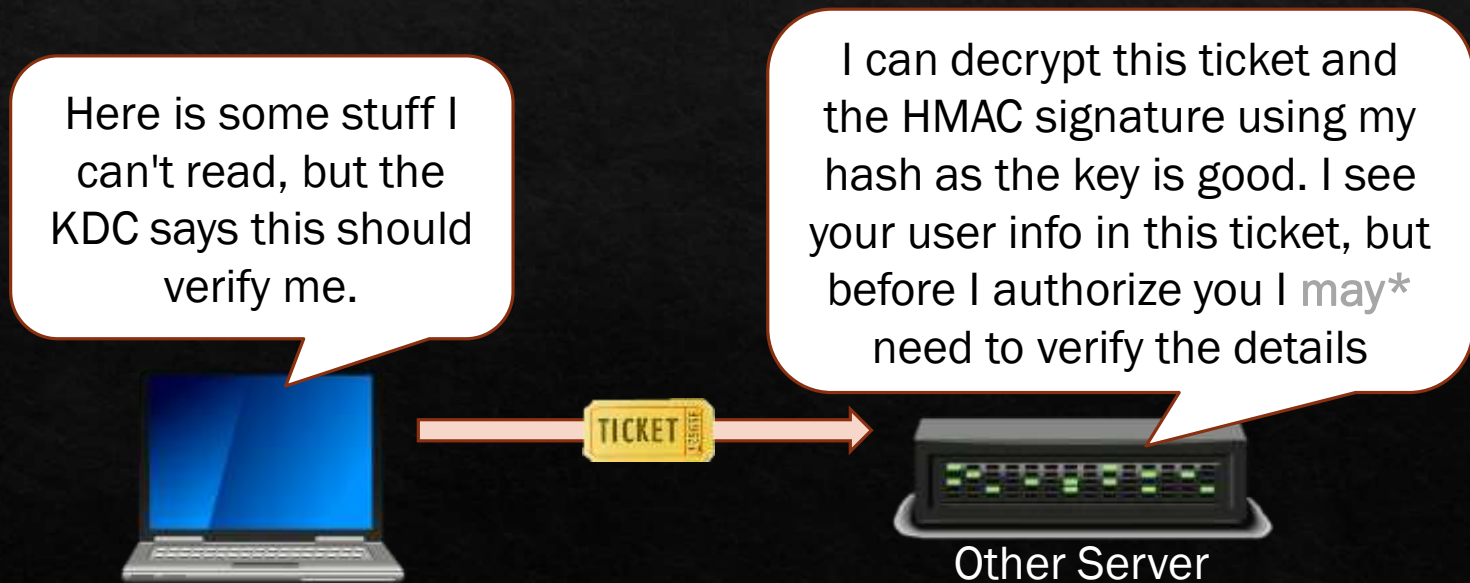 Here is some stuff I
can't read, but the
KDC says this should
verify me.
I can decrypt this ticket and
the HMAC signature using my
hash as the key is good. I see
your user info in this ticket, but
before I authorize you I may*
need to verify the details
TICKET
Other Server